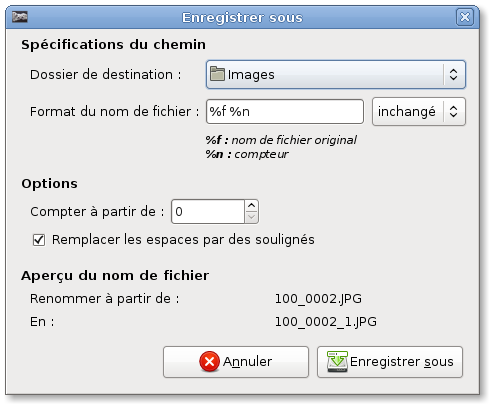 Enregistrer sous
Spécifications du chemin
Dossier de destination : Images
Format du nom de fichier : %f %n inchangé
%f : nom de fichier original
%n : compteur
Options
Compter à partir de : 0
Remplacer les espaces par des soulignés
Aperçu du nom de fichier
Renommer à partir de : 100_0002.JPG
En : 100_0002_1.JPG
Annuler Enregistrer sous